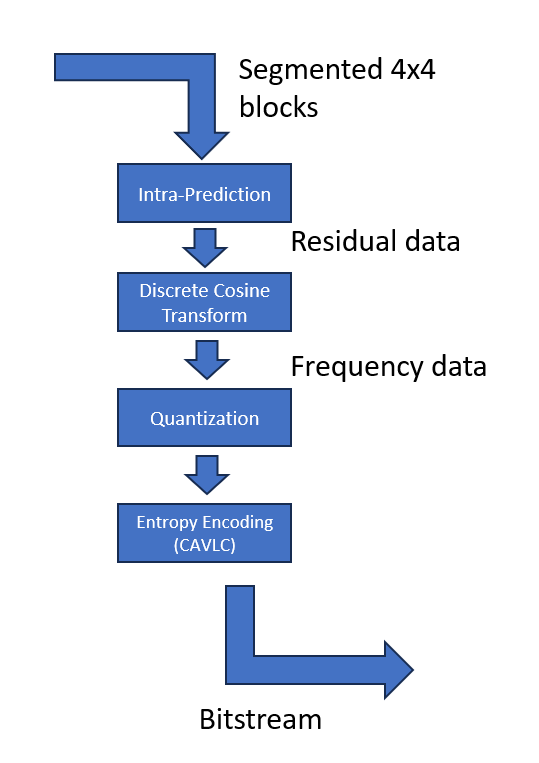 Segmented 4x4
blocks
Intra-Prediction
Residual data
Discrete Cosine
Transform
Frequency data
Quantization
Entropy Encoding
(CAVLC)
Bitstream